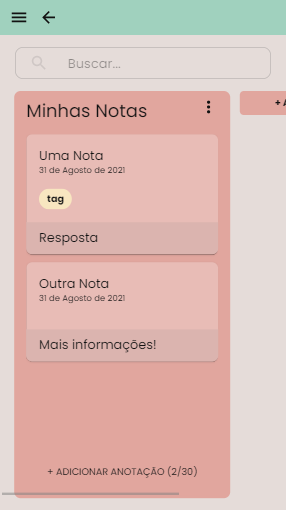 Buscar...
Minhas Notas
Uma Nota
31 de Agosto de 2021
tag
Resposta
Outra Nota
31 de Agosto de 2021
Mais informações!
+ ADICIONAR ANOTAÇÃO (2/30)